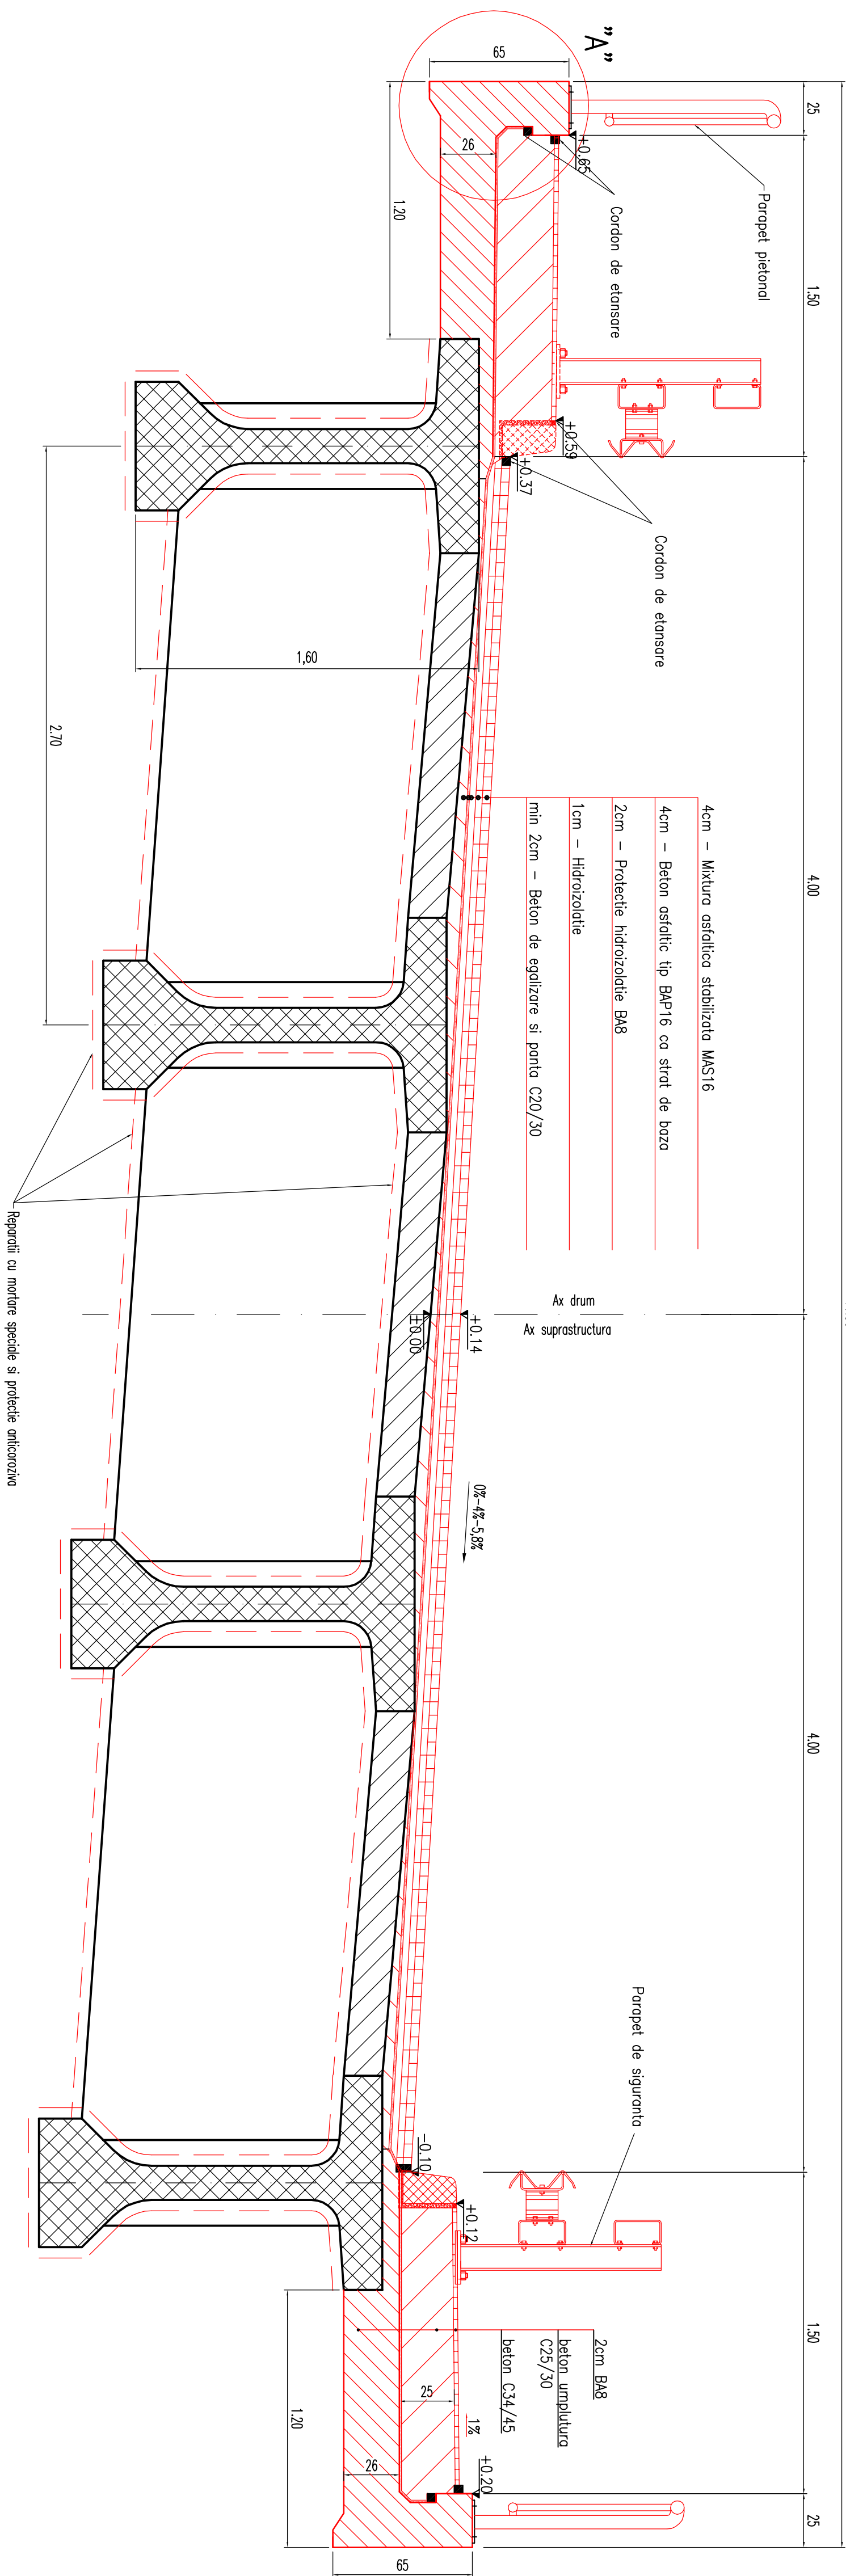 "A"
65
25
+0.65
26
1.20
Parapet pietonal
Cordon de etansare
1.50
+0.59
+0.37
Cordon de etansare
1,60
2.70
4.00
4cm - Mixtura asfaltica stabilizata MAS16
4cm - Beton asfaltic tip BAP16 ca strat de baza
2cm - Protectie hidroizolatie BA8
1cm - Hidroizolatie
min 2cm - Beton de egalizare si panta C20/30
Reparatii cu mortare speciale si protectie anticoroziva
Ax drum
Ax suprastructura
+0.14
±0.00
0%-4%-5,8%
4.00
Parapet de siguranta
-0.10
+0.12
1.50
2cm BA8
beton umplutura
C25/30
beton C34/45
25
1%
1.20
26
+0.20
25
65